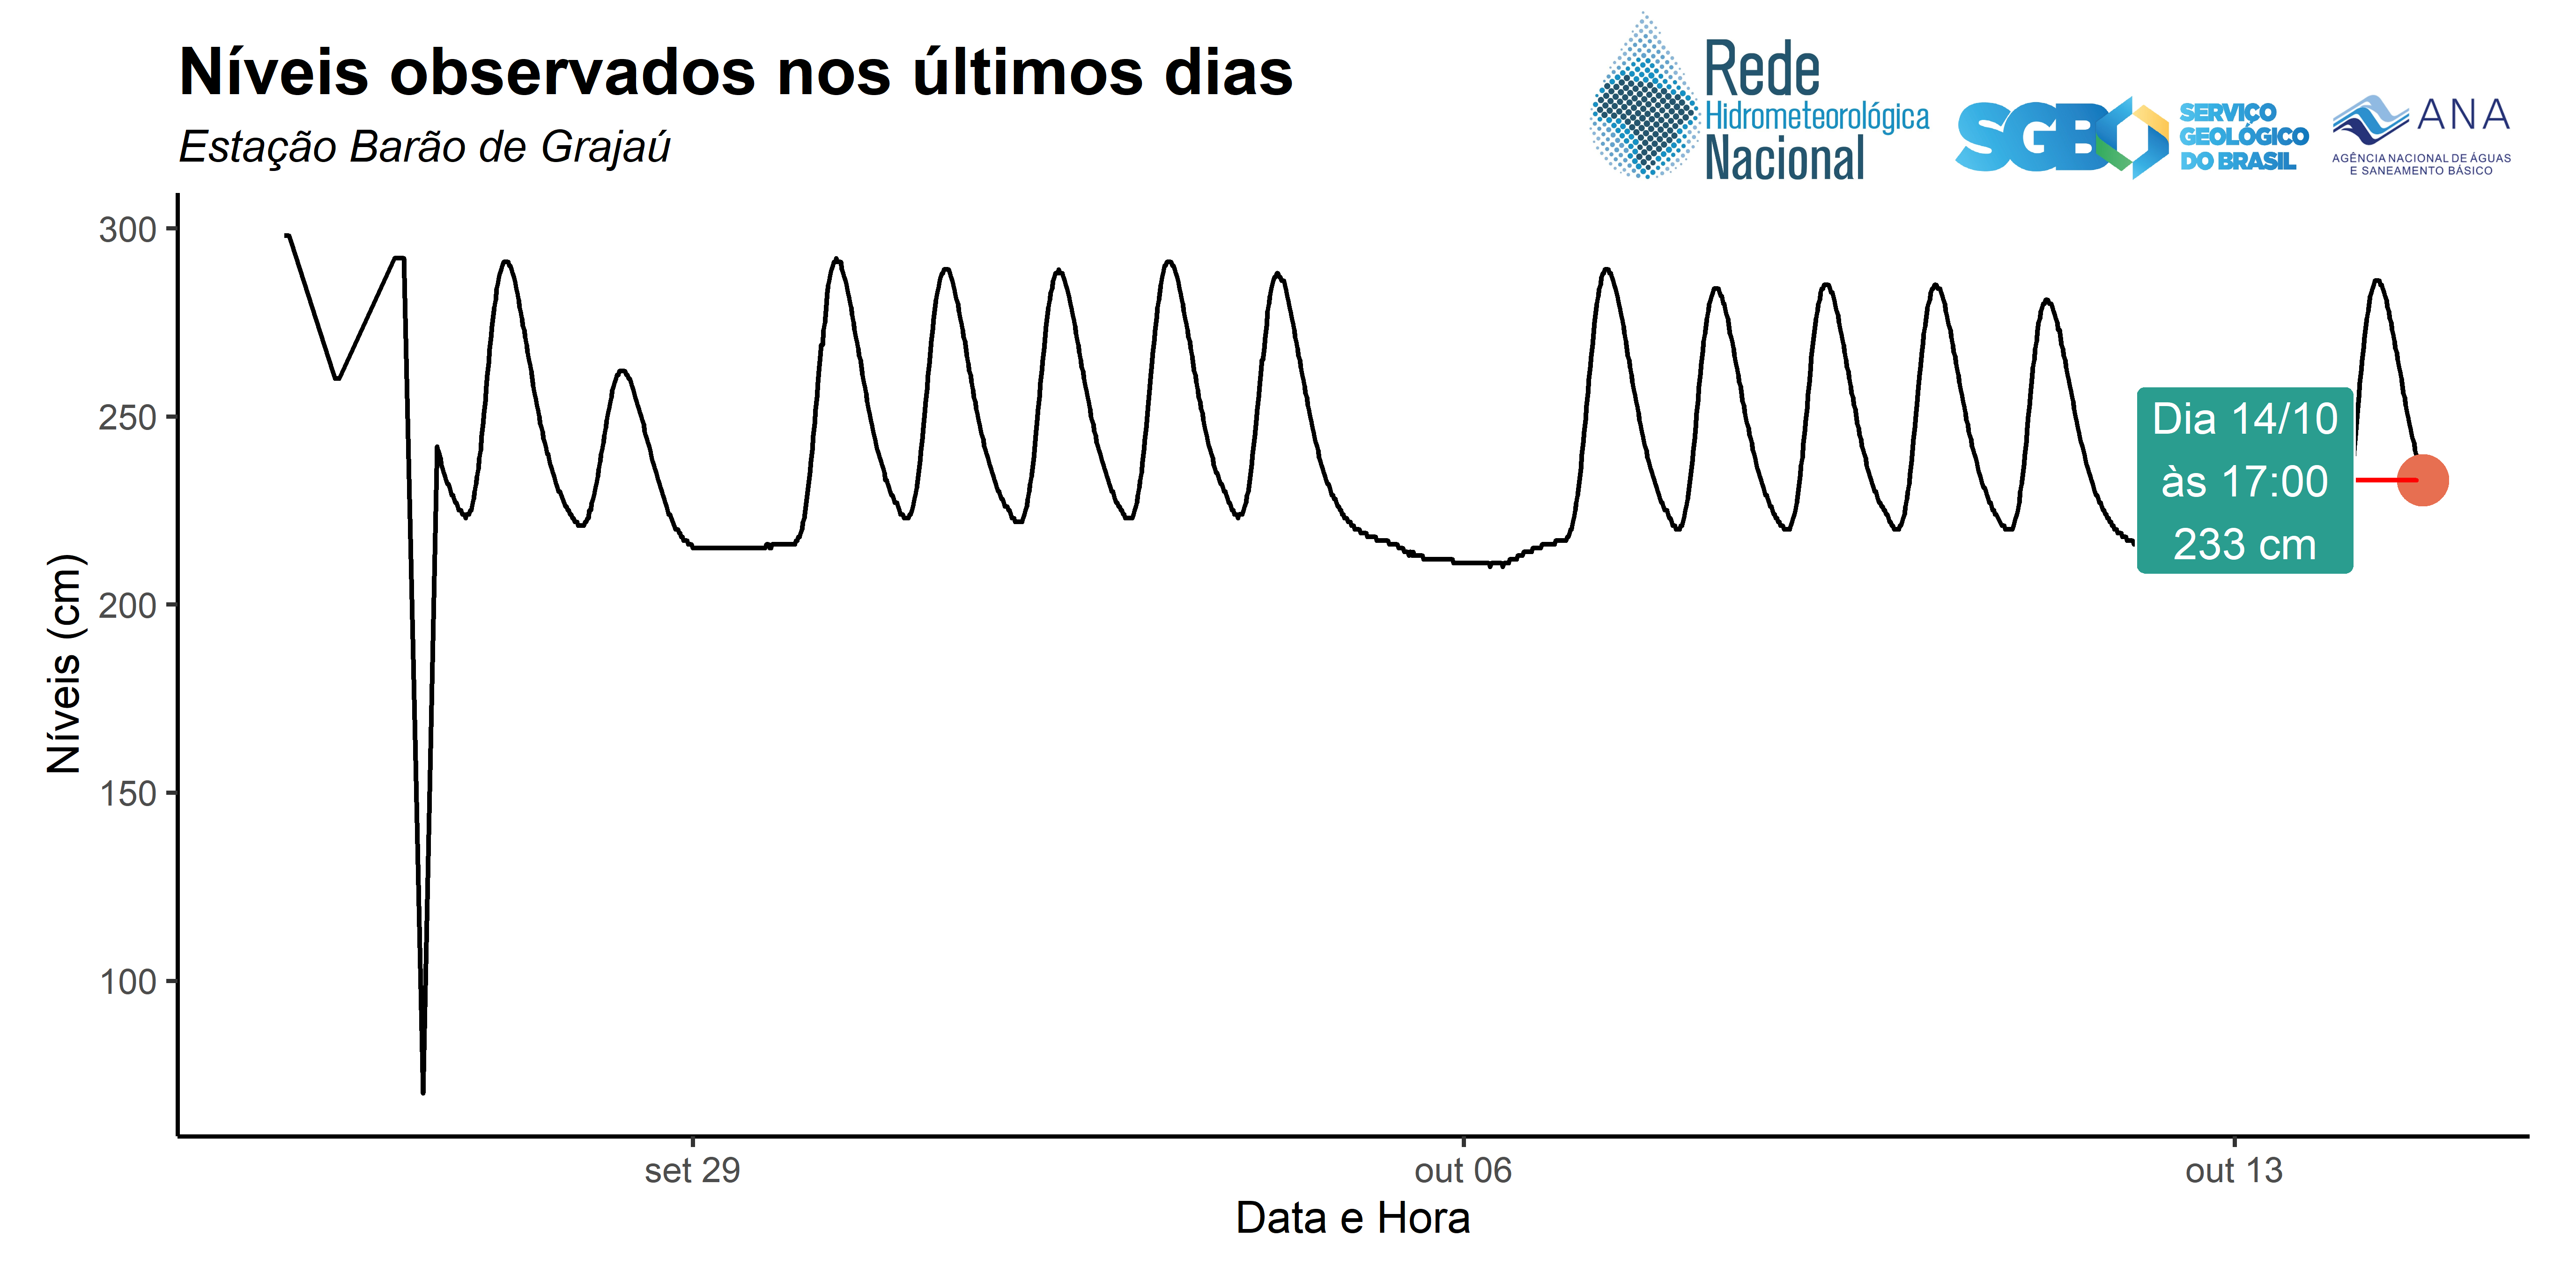 Níveis observados nos últimos dias
Estação Barão de Grajaú
Rede
Hidrometeorológica
Nacional
SGB
SERVIÇO
GEOLÓGICO
DO BRASIL
ANA
AGÊNCIA NACIONAL DE ÁGUAS
E SANEAMENTO BÁSICO
300
250
200
150
100
Níveis (cm)
Dia 14/10
às 17:00
233 cm
set 29
out 06
out 13
Data e Hora